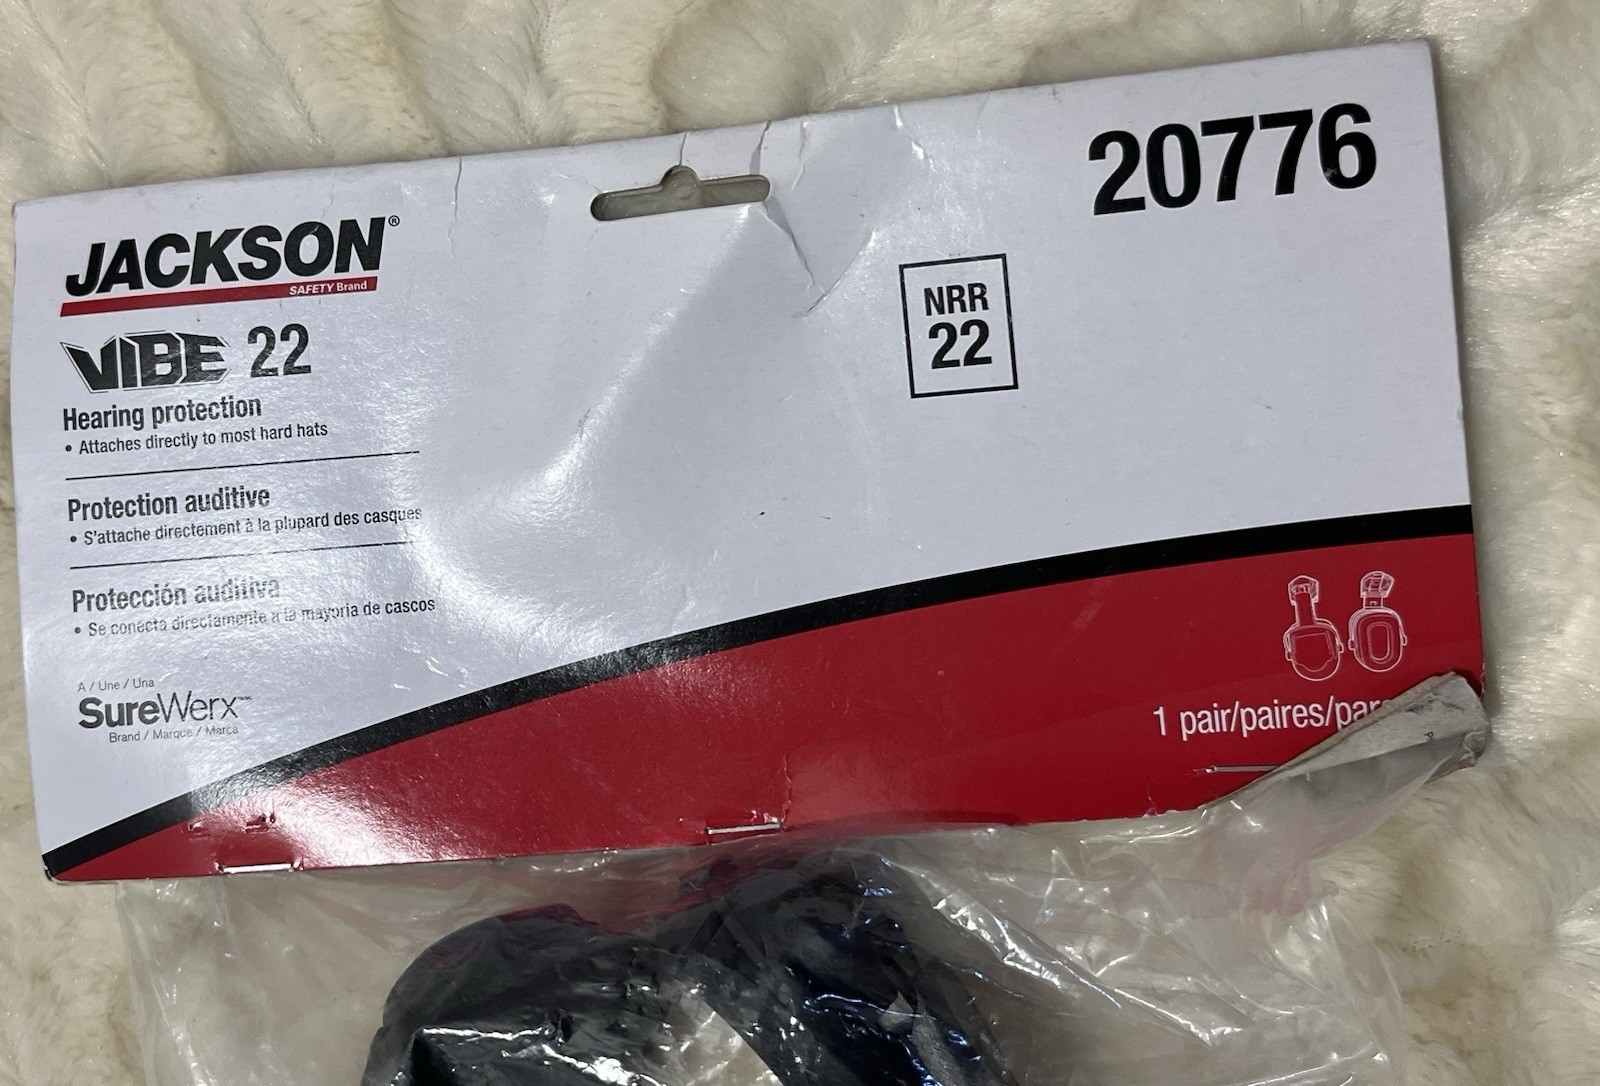 JACKSON®
SAFETY Brand
VIBE 22
Hearing protection
• Attaches directly to most hard hats
Protection auditive
• S'attache directement à la plupard des casques
Protección auditiva
• Se conecta directamente a la mayoria de cascos
A / Une / Una
SureWerx™
Brand / Marque / Marca
20776
NRR
22
1 pair/paires/